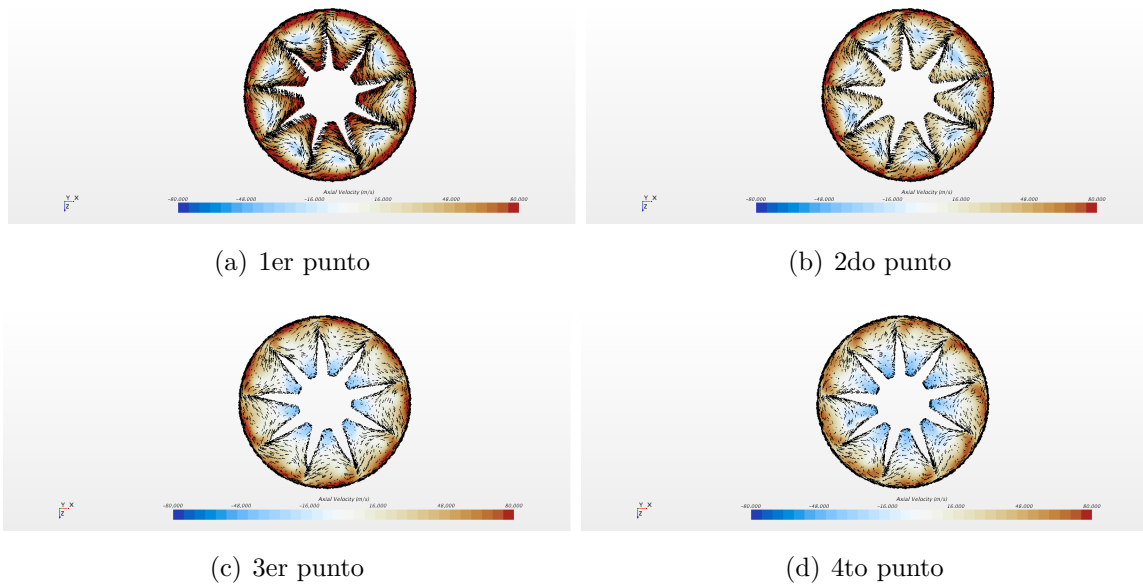 Axial Velocity (m/s)
-80.000 -48.000 -16.000 16.000 48.000 80.000
Y X
Z
(a) 1er punto
Axial Velocity (m/s)
-80.000 -48.000 -16.000 16.000 48.000 80.000
Y X
Z
(b) 2do punto
Axial Velocity (m/s)
-80.000 -48.000 -16.000 16.000 48.000 80.000
Y X
Z
(c) 3er punto
Axial Velocity (m/s)
-80.000 -48.000 -16.000 16.000 48.000 80.000
Y X
Z
(d) 4to punto